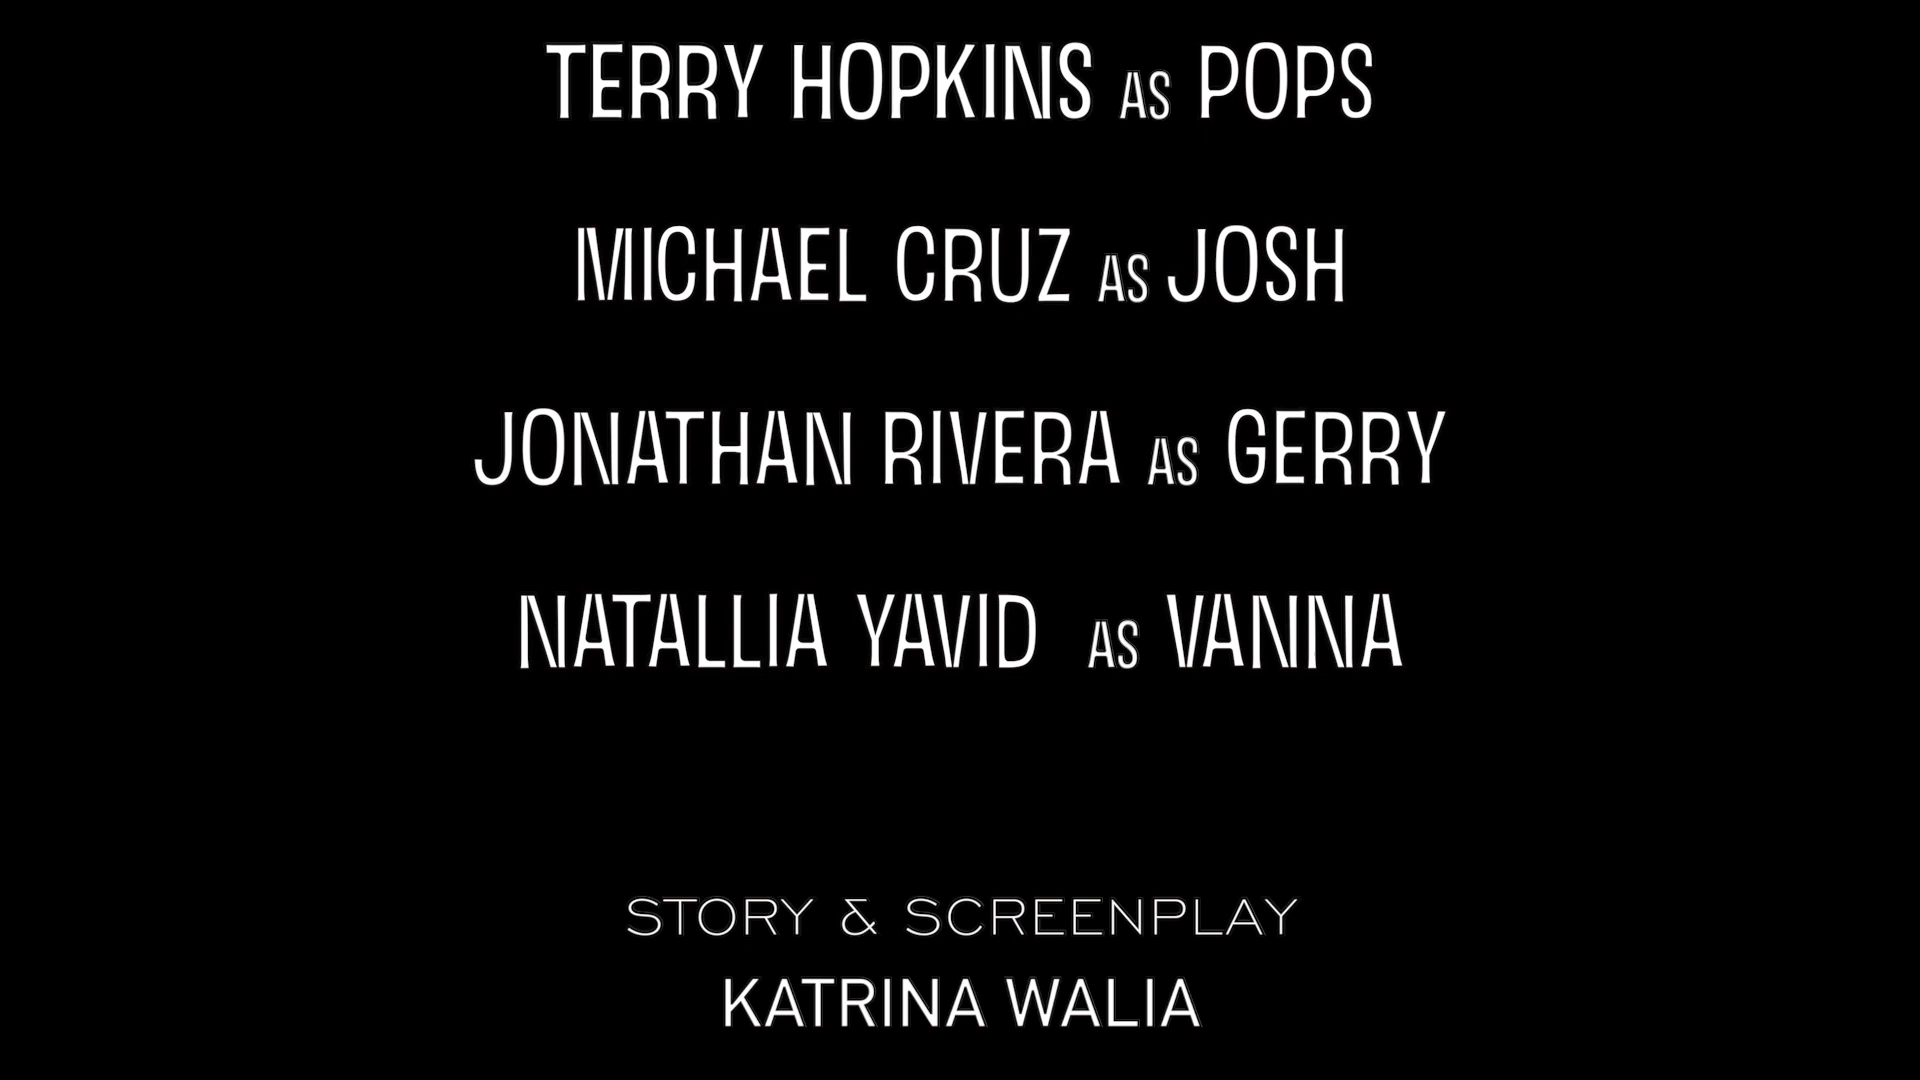 TERRY HOPKINS AS POPS
MICHAEL CRUZ AS JOSH
JONATHAN RIVERA AS GERRY
NATALLIA YAVID AS VANNA
STORY & SCREENPLAY
KATRINA WALIA